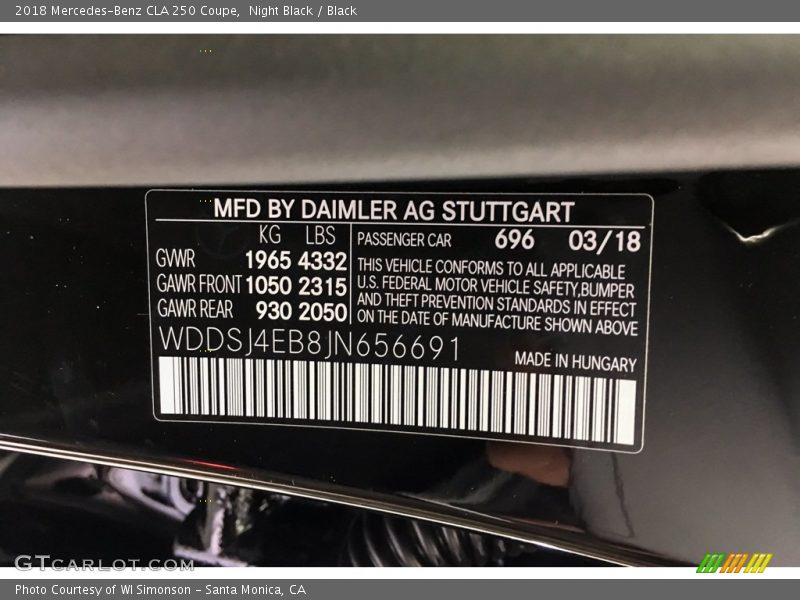 2018 Mercedes-Benz CLA 250 Coupe, Night Black / Black
MFD BY DAIMLER AG STUTTGART
KG LBS
GVWR 1965 4332
GAWR FRONT 1050 2315
GAWR REAR 930 2050
PASSENGER CAR 696 03/18
THIS VEHICLE CONFORMS TO ALL APPLICABLE
U.S. FEDERAL MOTOR VEHICLE SAFETY,BUMPER
AND THEFT PREVENTION STANDARDS IN EFFECT
ON THE DATE OF MANUFACTURE SHOWN ABOVE
WDDSJ4EB8JN656691
MADE IN HUNGARY
GTcarlot.com
Photo Courtesy of WI Simonson - Santa Monica, CA